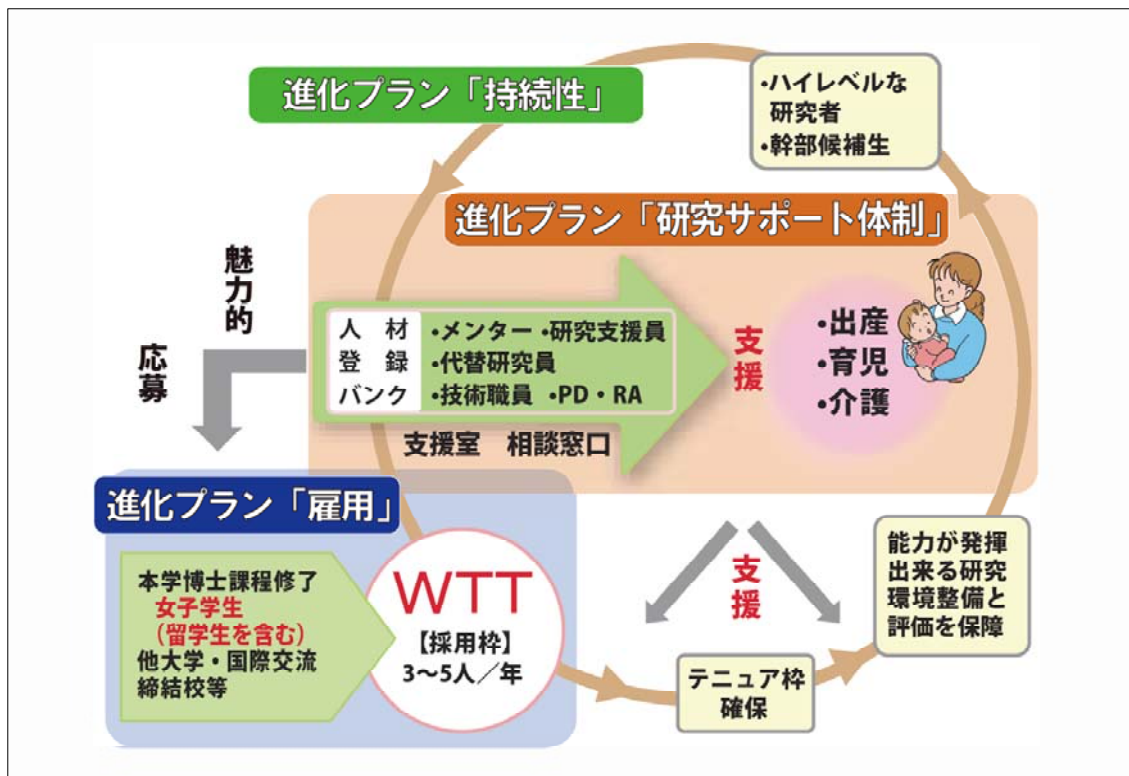 進化プラン「持続性」
・ハイレベルな
研究者
・幹部候補生
進化プラン「研究サポート体制」
魅力的
応募
人材
登録
バンク
・メンター ・研究支援員
・代替研究員
・技術職員 ・PD・RA
支援室 相談窓口
支援
・出産
・育児
・介護
進化プラン「雇用」
本学博士課程修了
女子学生
（留学生を含む）
他大学・国際交流
締結校等
WTT
【採用枠】
3～5人／年
支援
テニュア枠
確保
能力が発揮
出来る研究
環境整備と
評価を保障